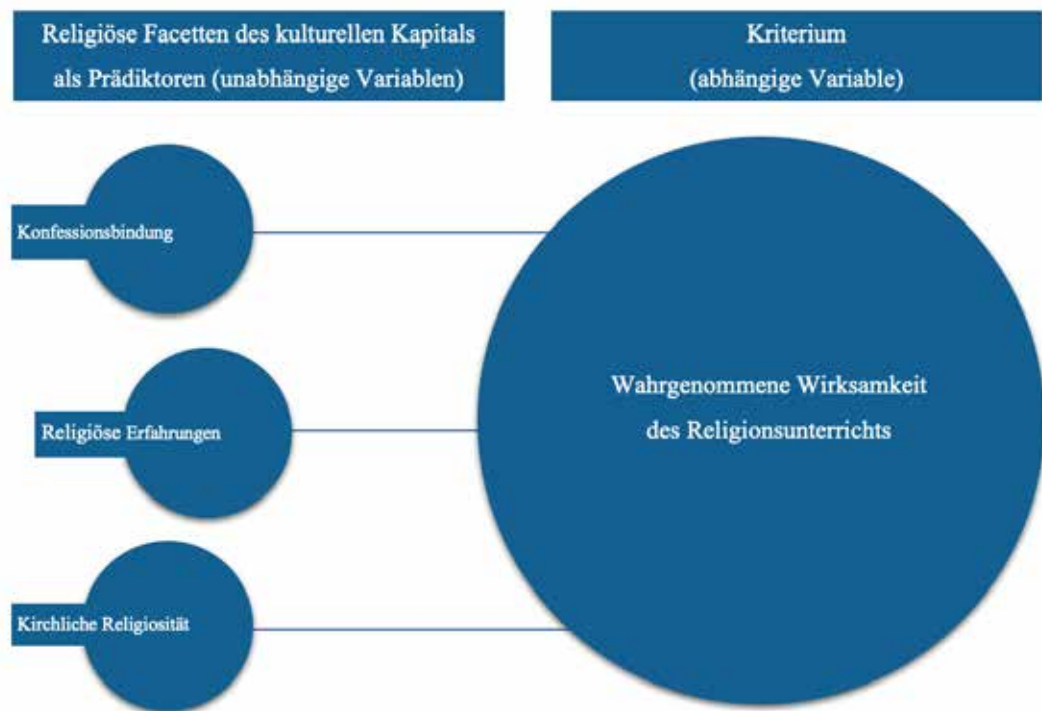 Religiöse Facetten des kulturellen Kapitals
als Prädiktoren (unabhängige Variablen)
Kriterium
(abhängige Variable)
Konfessionsbindung
Religiöse Erfahrungen
Kirchliche Religiosität
Wahrgenommene Wirksamkeit
des Religionsunterrichts